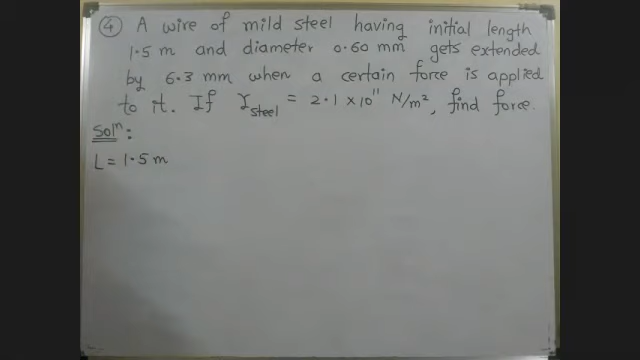 ④ A wire of mild steel having initial length
1.5 m and diameter 0.60 mm gets extended
by 6.3 mm when a certain force is applied
to it. If Y steel = 2.1 × 10¹¹ N/m², find force.
Solⁿ:
L = 1.5 m